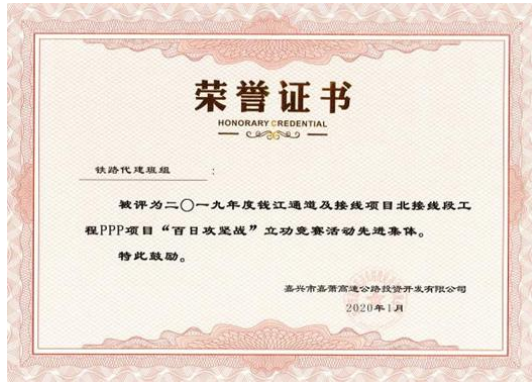 荣誉证书
HONORARY CREDENTIAL
铁路代建班组：
被评为二〇一九年度钱江通道及接线项目北接线段工
程PPP项目“百日攻坚战”立功竞赛活动先进集体。
特此鼓励。
嘉兴市嘉萧高速公路投资开发有限公司
2020年1月